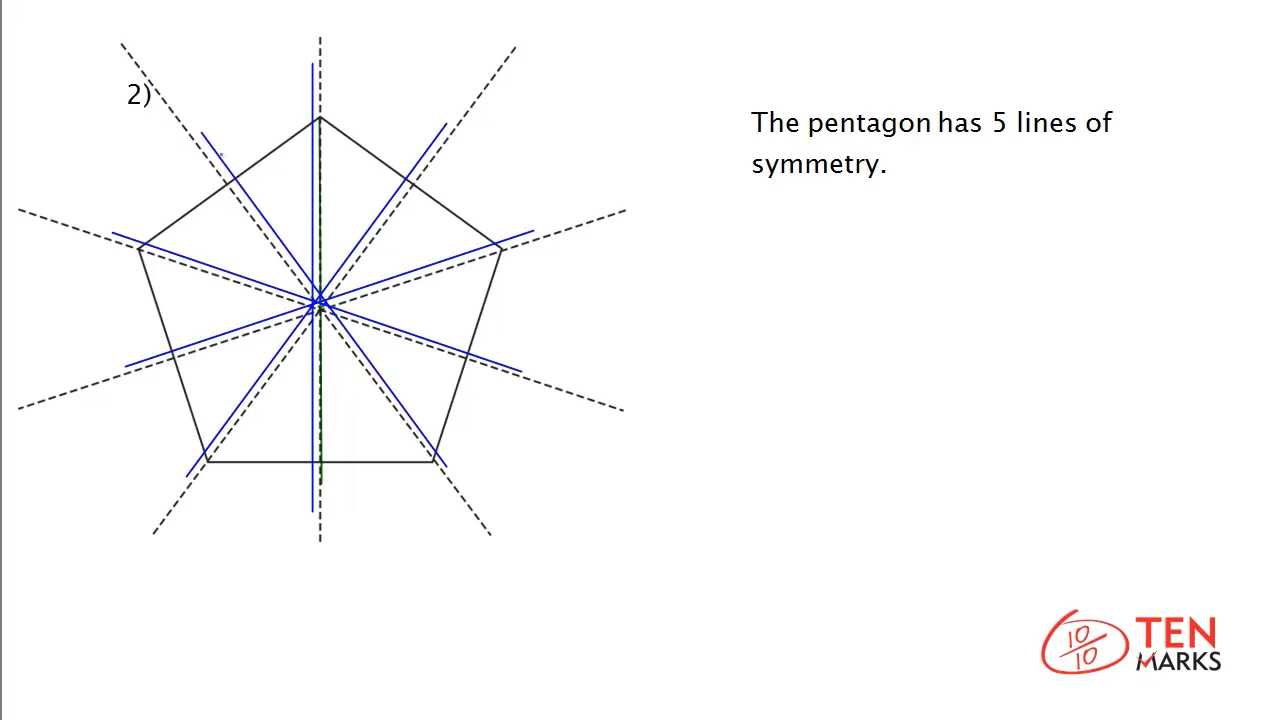 2)
The pentagon has 5 lines of
symmetry.
10
10
TEN
MARKS